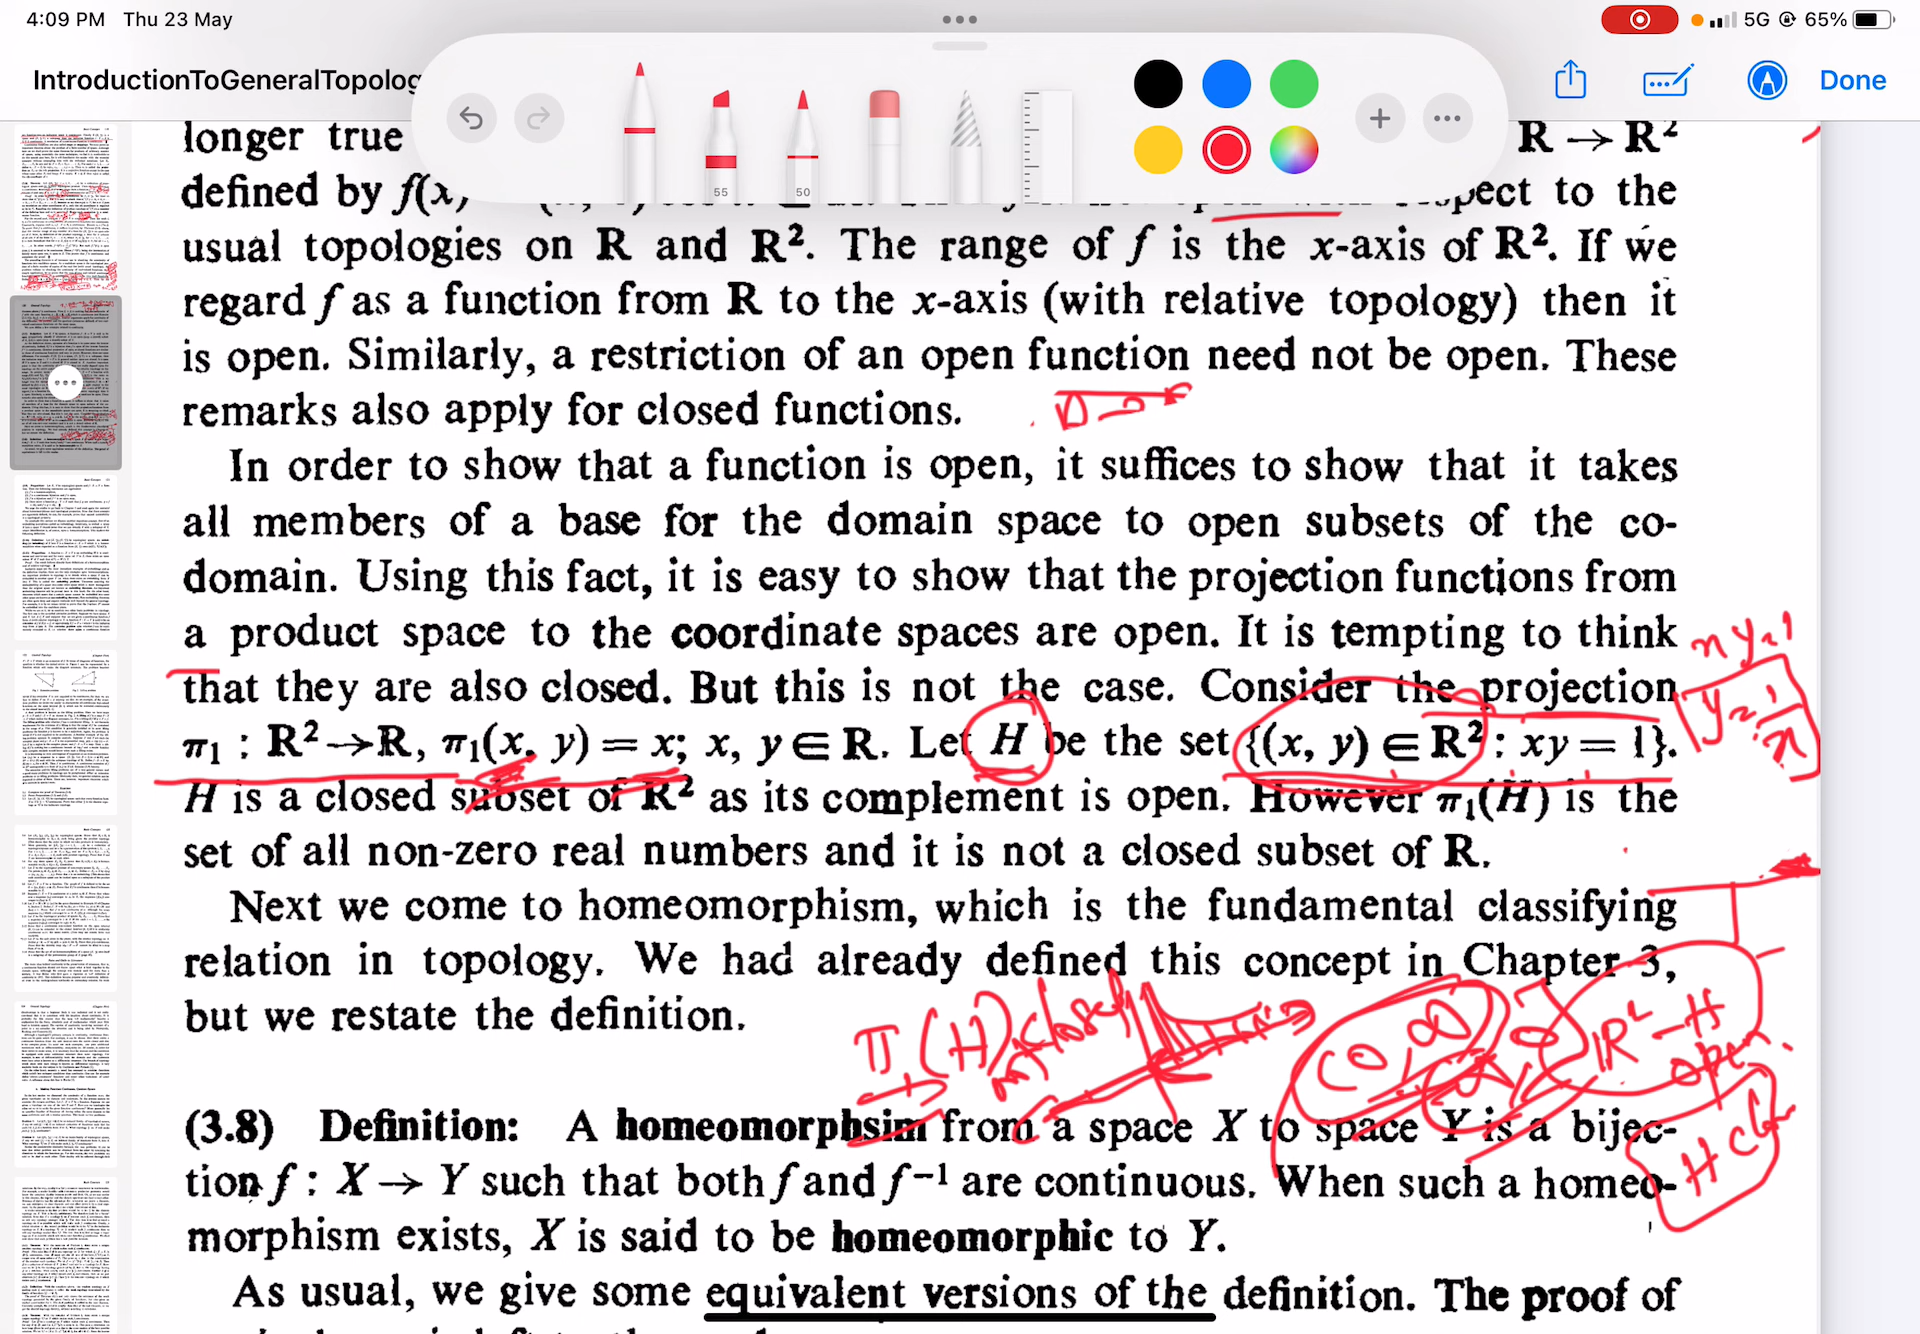 4:09 PM Thu 23 May
5G 65%
IntroductionToGeneralTopolog
Done
55
50
longer true R → R²
defined by f(x) spect to the
usual topologies on R and R². The range of f is the x-axis of R². If we
regard f as a function from R to the x-axis (with relative topology) then it
is open. Similarly, a restriction of an open function need not be open. These
remarks also apply for closed functions.
In order to show that a function is open, it suffices to show that it takes
all members of a base for the domain space to open subsets of the co-
domain. Using this fact, it is easy to show that the projection functions from
a product space to the coordinate spaces are open. It is tempting to think
that they are also closed. But this is not the case. Consider the projection
π₁ : R²→R, π₁(x, y) = x; x, y ∈ R. Let H be the set {(x, y) ∈ R² : xy = 1}.
H is a closed subset of R² as its complement is open. However π₁(H) is the
set of all non-zero real numbers and it is not a closed subset of R.
Next we come to homeomorphism, which is the fundamental classifying
relation in topology. We had already defined this concept in Chapter 3,
but we restate the definition.
(3.8) Definition: A homeomorphsim from a space X to space Y is a bijec-
tion f : X → Y such that both f and f⁻¹ are continuous. When such a homeo-
morphism exists, X is said to be homeomorphic to Y.
As usual, we give some equivalent versions of the definition. The proof of
xy=1
y=1/x
π₁(H) not closed
(0, ∞)
R²-H
open.
H